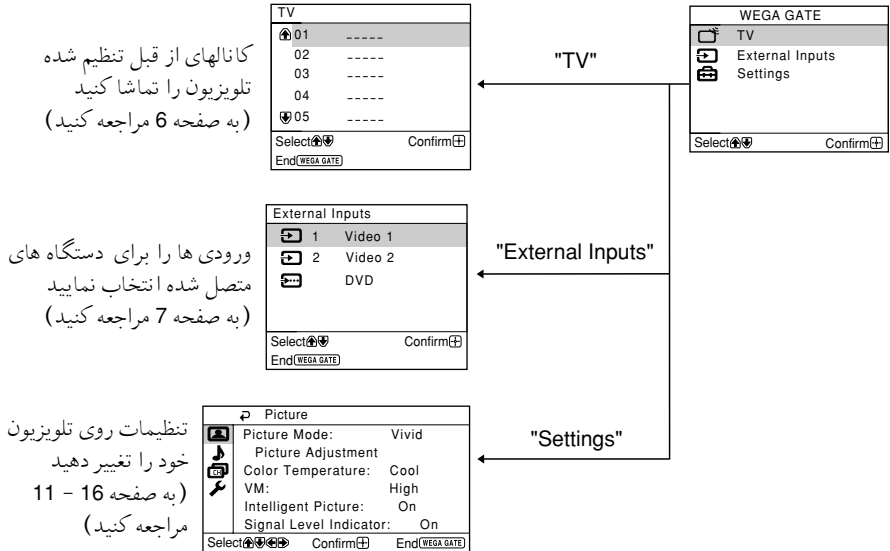 WEGA GATE
TV
External Inputs
Settings
Select Confirm
"TV"
TV
01 -----
02 -----
03 -----
04 -----
05 -----
Select Confirm
End WEGA GATE
کانالهای از قبل تنظیم شده
تلویزیون را تماشا کنید
(به صفحه 6 مراجعه کنید)
"External Inputs"
External Inputs
1 Video 1
2 Video 2
DVD
Select Confirm
End WEGA GATE
ورودی ها را برای دستگاه های
متصل شده انتخاب نمایید
(به صفحه 7 مراجعه کنید)
"Settings"
Picture
Picture Mode: Vivid
Picture Adjustment
CH Color Temperature: Cool
VM: High
Intelligent Picture: On
Signal Level Indicator: On
Select Confirm End WEGA GATE
تنظیمات روی تلویزیون
خود را تغییر دهید
(به صفحه 16 - 11
مراجعه کنید)